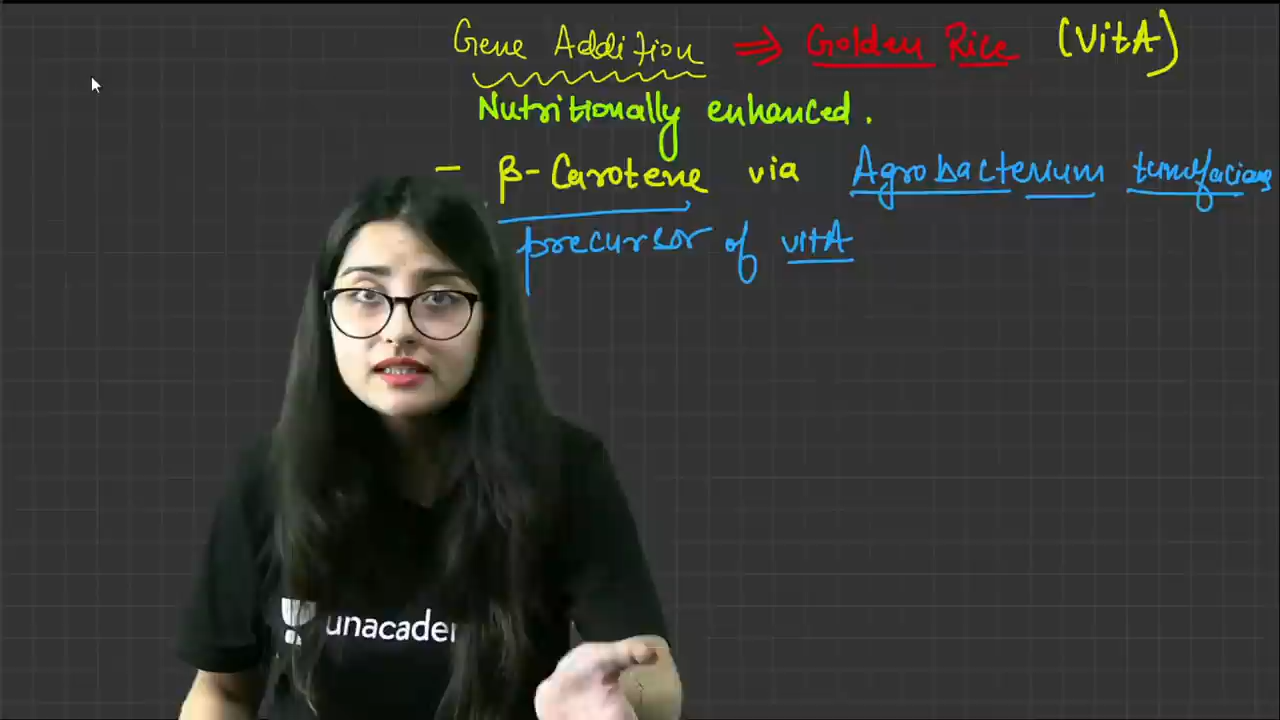 Gene Addition ⇒ Golden Rice (VitA)
Nutritionally enhanced.
- β-Carotene via Agrobacterium tumefaciens
precursor of vitA
unacade